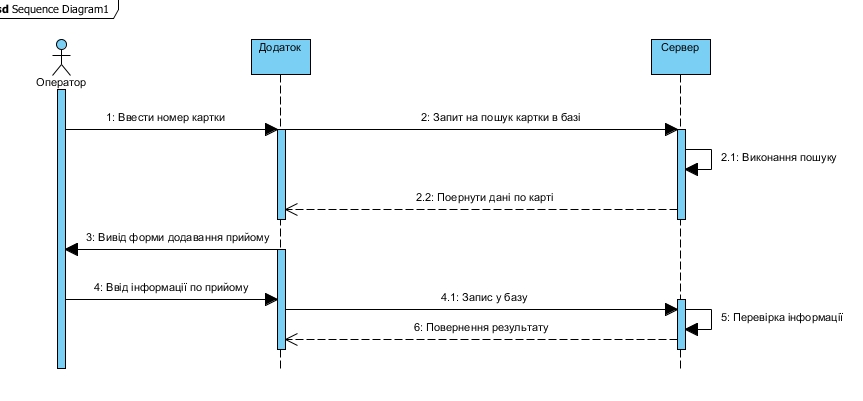 sd Sequence Diagram1
Додаток
Сервер
Оператор
1: Ввести номер картки
2: Запит на пошук картки в базі
2.1: Виконання пошуку
2.2: Поернути дані по карті
3: Вивід форми додавання прийому
4: Ввід інформації по прийому
4.1: Запис у базу
5: Перевірка інформації
6: Повернення результату